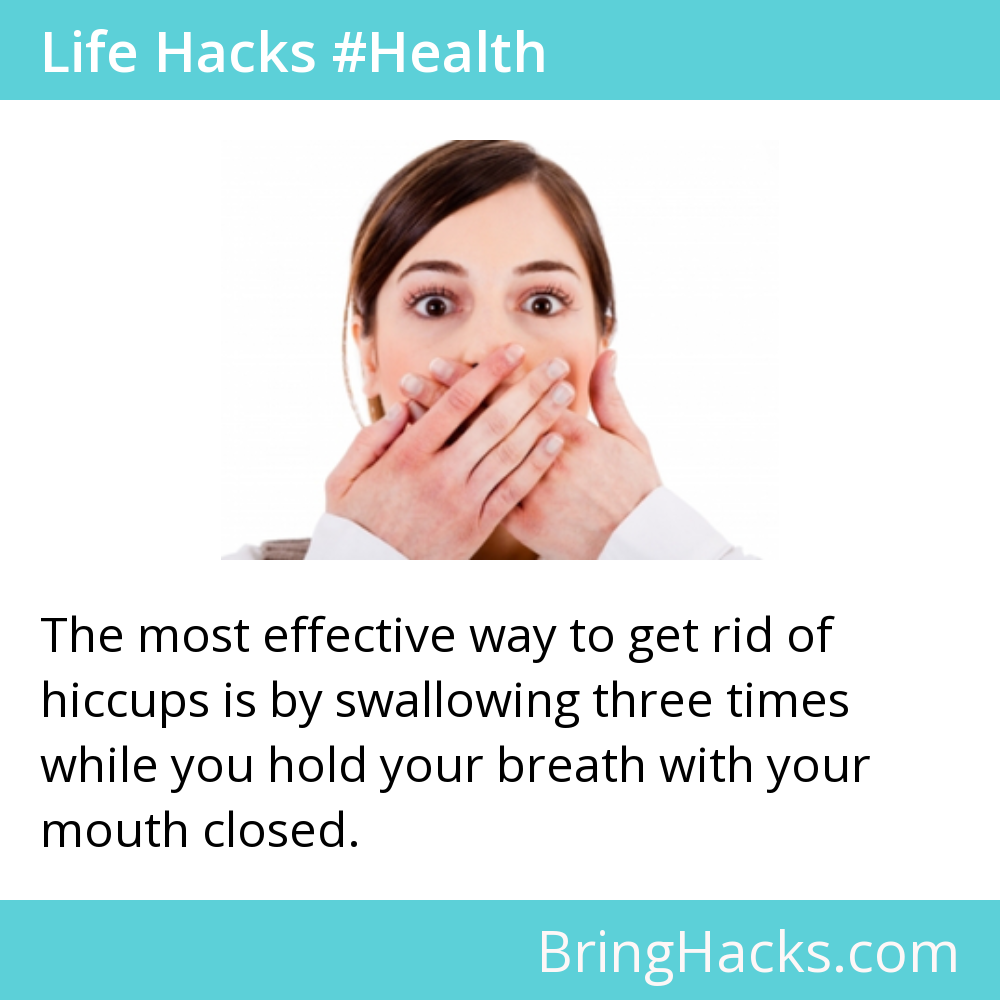 Life Hacks #Health
The most effective way to get rid of
hiccups is by swallowing three times
while you hold your breath with your
mouth closed.
BringHacks.com